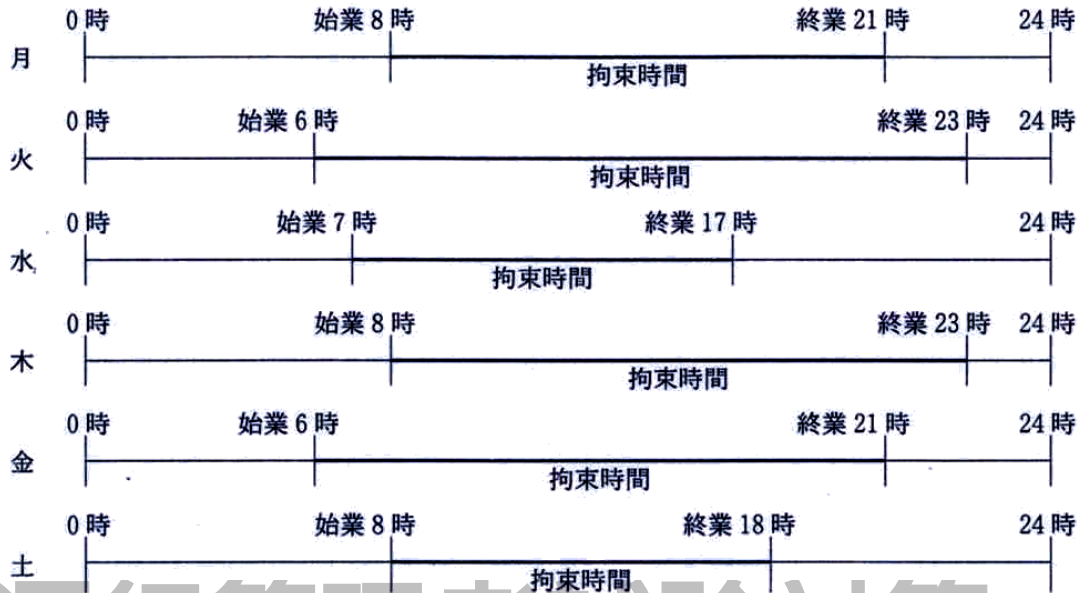 0時 始業8時 終業21時 24時
月
拘束時間
0時 始業6時 終業23時 24時
火
拘束時間
0時 始業7時 終業17時 24時
水
拘束時間
0時 始業8時 終業23時 24時
木
拘束時間
0時 始業6時 終業21時 24時
金
拘束時間
0時 始業8時 終業18時 24時
土
拘束時間